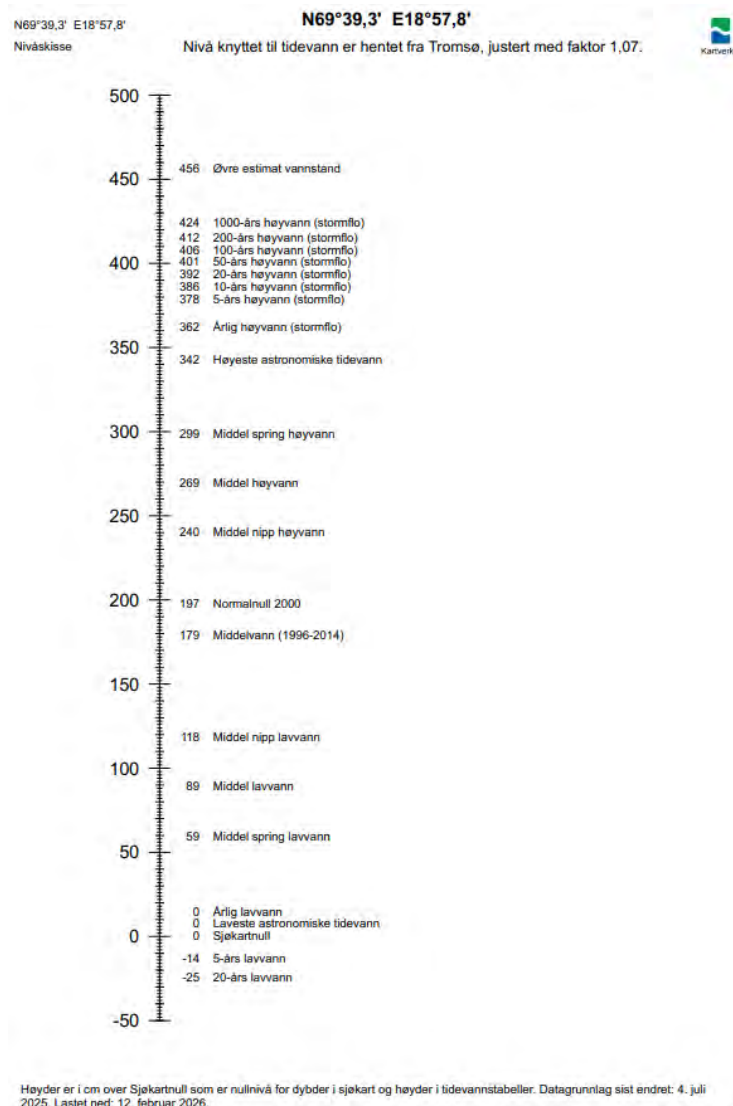 N69°39,3' E18°57,8'
N69°39,3' E18°57,8'
Nivåskisse
Nivå knyttet til tidevann er hentet fra Tromsø, justert med faktor 1,07.
Kartverk
500
456 Øvre estimat vannstand
450
424 1000-års høyvann (stormflo)
412 200-års høyvann (stormflo)
406 100-års høyvann (stormflo)
401 50-års høyvann (stormflo)
400
392 20-års høyvann (stormflo)
386 10-års høyvann (stormflo)
378 5-års høyvann (stormflo)
362 Årlig høyvann (stormflo)
350
342 Høyeste astronomiske tidevann
300
299 Middel spring høyvann
269 Middel høyvann
250
240 Middel nipp høyvann
200
197 Normalnull 2000
179 Middelvann (1996-2014)
150
118 Middel nipp lavvann
100
89 Middel lavvann
59 Middel spring lavvann
50
0 Årlig lavvann
0 Laveste astronomiske tidevann
0
0 Sjøkartnull
-14 5-års lavvann
-25 20-års lavvann
-50
Høyder er i cm over Sjøkartnull som er nullnivå for dybder i sjøkart og høyder i tidevannstabeller. Datagrunnlag sist endret: 4. juli
2025. Lastet ned: 12. februar 2026.